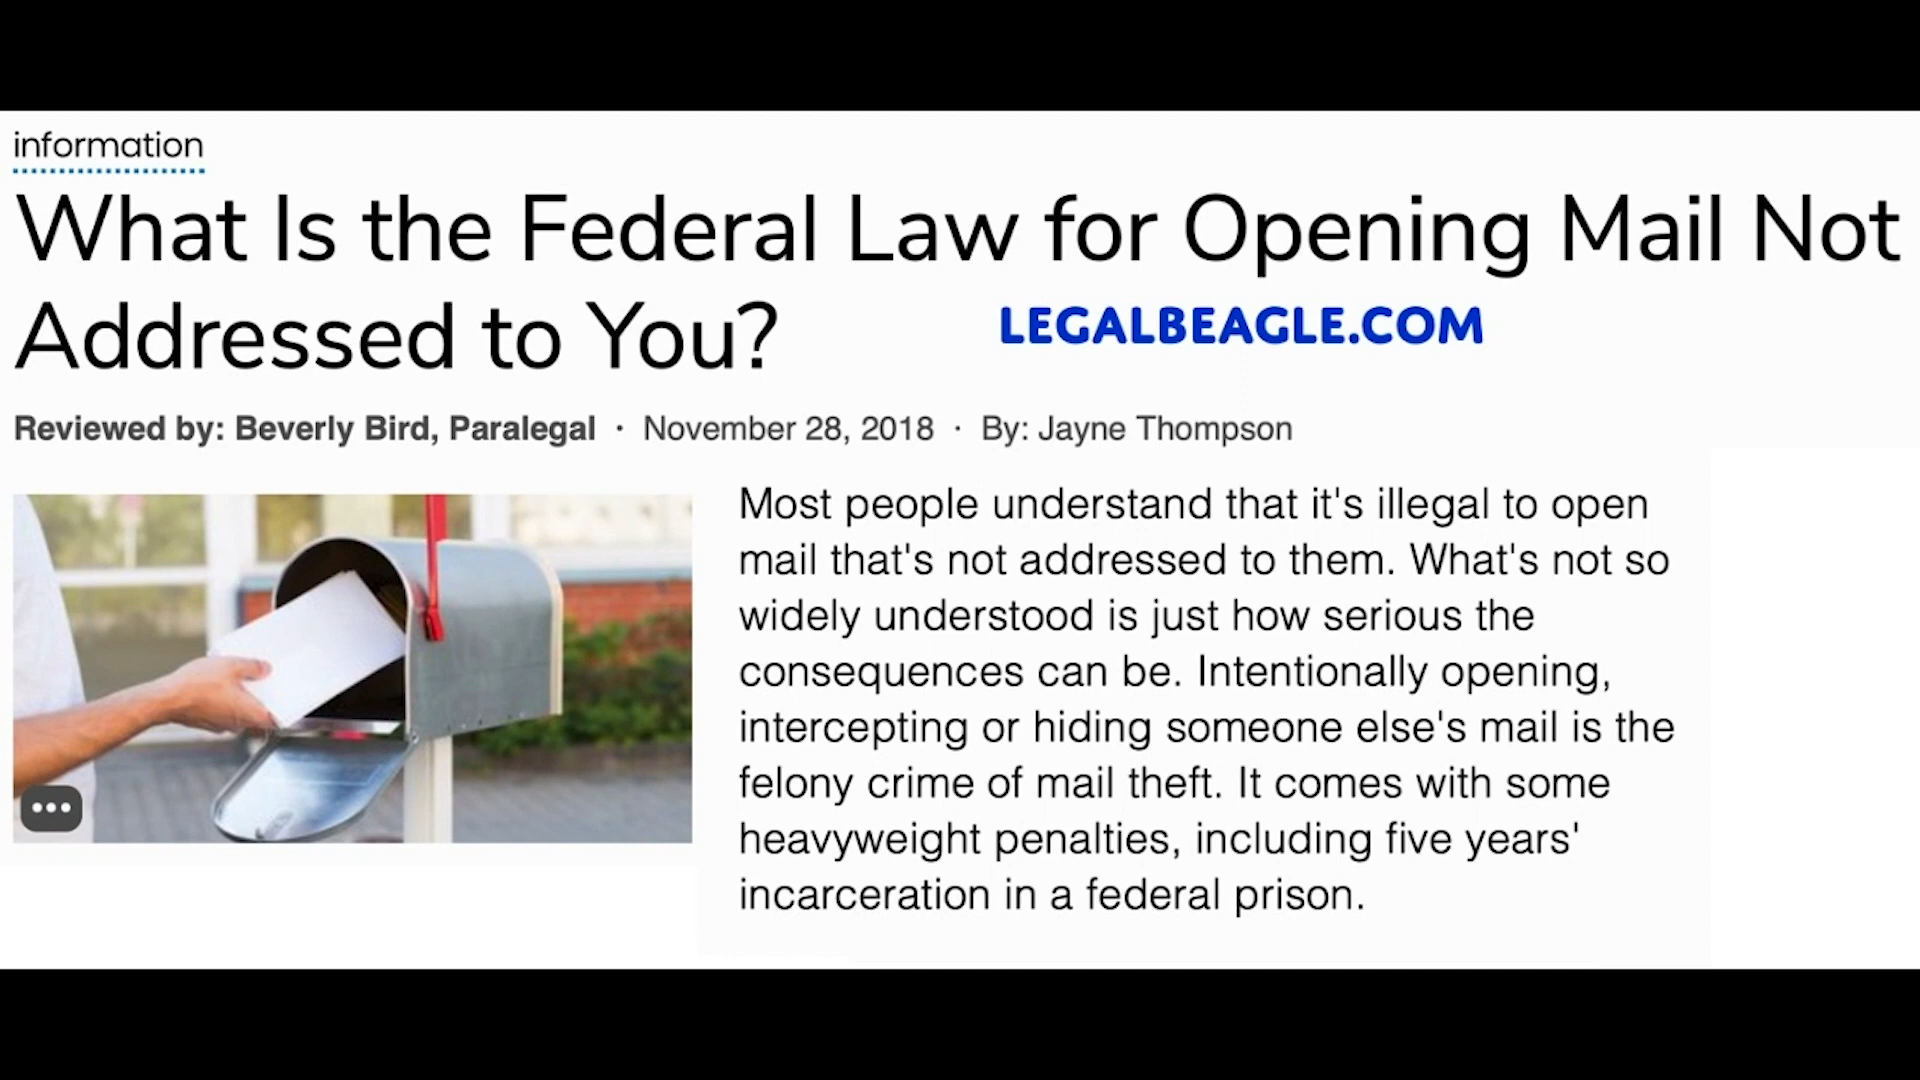 information
What Is the Federal Law for Opening Mail Not
Addressed to You?
LEGALBEAGLE.COM
Reviewed by: Beverly Bird, Paralegal · November 28, 2018 · By: Jayne Thompson
Most people understand that it's illegal to open
mail that's not addressed to them. What's not so
widely understood is just how serious the
consequences can be. Intentionally opening,
intercepting or hiding someone else's mail is the
felony crime of mail theft. It comes with some
heavyweight penalties, including five years'
incarceration in a federal prison.